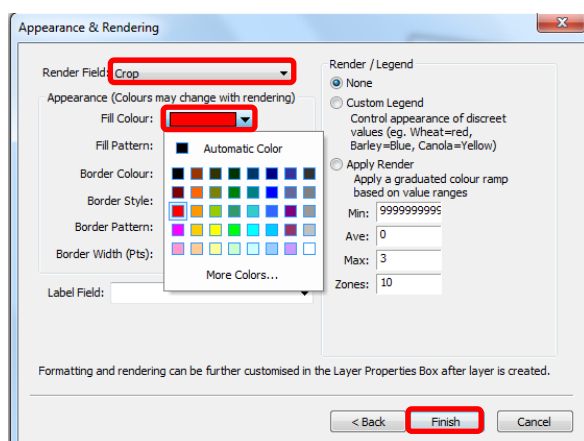 Appearance & Rendering
Render Field: Crop
Appearance (Colours may change with rendering)
Fill Colour:
Fill Pattern:
Automatic Color
Border Colour:
Border Style:
Border Pattern:
Border Width (Pts):
More Colors...
Label Field:
Render / Legend
None
Custom Legend
Control appearance of discreet
values (eg. Wheat=red,
Barley=Blue, Canola=Yellow)
Apply Render
Apply a graduated colour ramp
based on value ranges
Min: 9999999999
Ave: 0
Max: 3
Zones: 10
Formatting and rendering can be further customised in the Layer Properties Box after layer is created.
< Back
Finish
Cancel